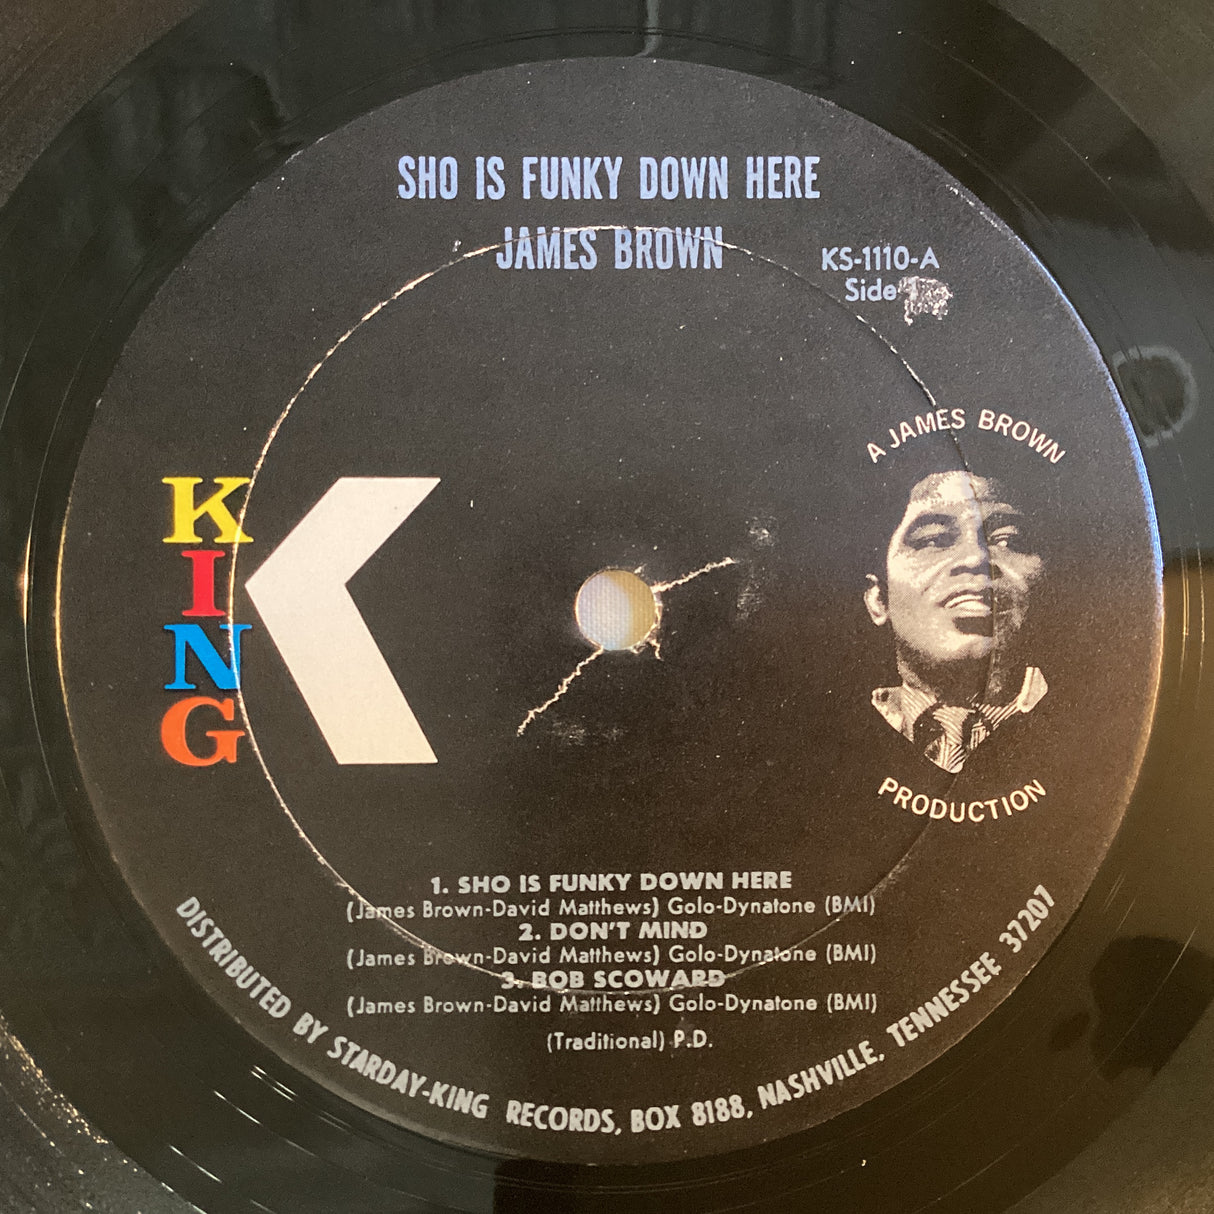 SHO IS FUNKY DOWN HERE
JAMES BROWN
KS-1110-A
Side
A JAMES BROWN
PRODUCTION
KING
1. SHO IS FUNKY DOWN HERE
(James Brown-David Matthews) Golo-Dynatone (BMI)
2. DON'T MIND
(James Brown-David Matthews) Golo-Dynatone (BMI)
3. BOB SCOWARD
(James Brown-David Matthews) Golo-Dynatone (BMI)
(Traditional) P.D.
DISTRIBUTED BY STARDAY-KING RECORDS, BOX 8188, NASHVILLE, TENNESSEE 37207